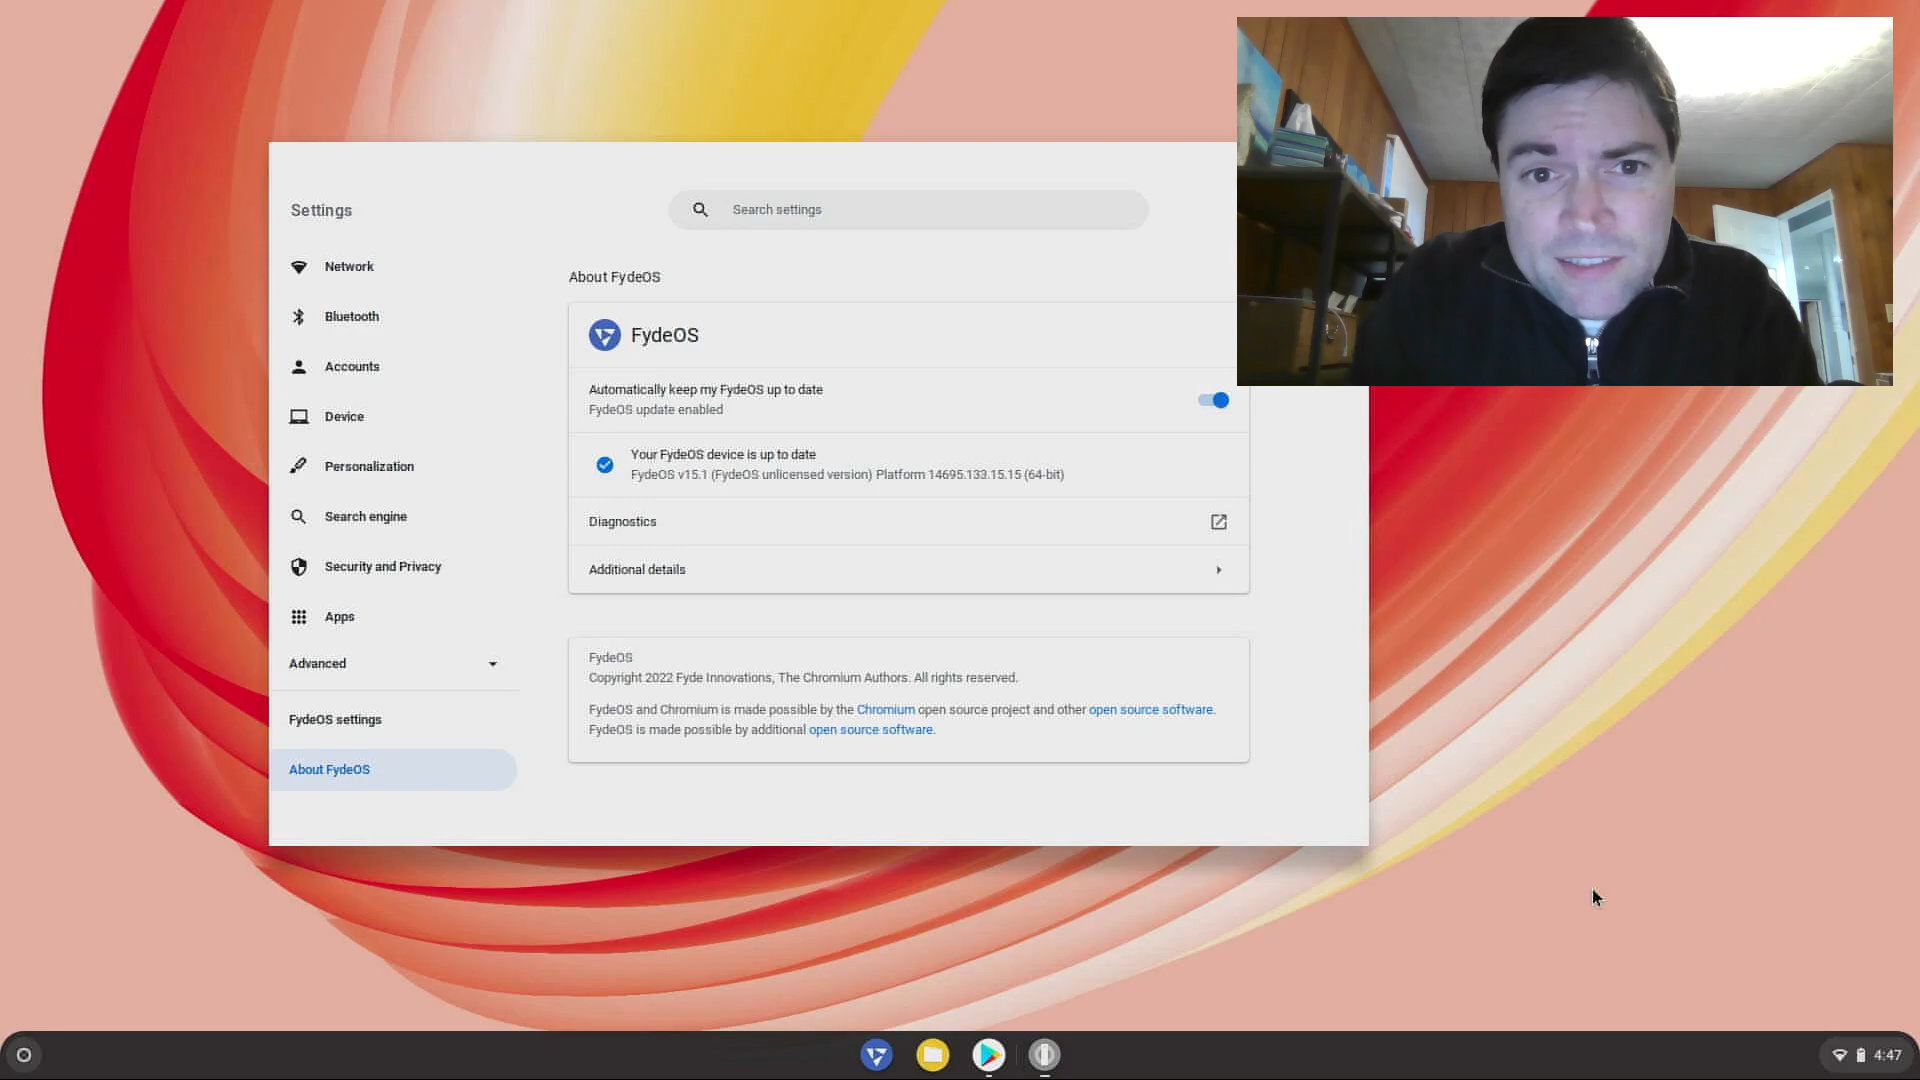 Settings
Search settings
Network
Bluetooth
Accounts
Device
Personalization
Search engine
Security and Privacy
Apps
Advanced
FydeOS settings
About FydeOS
About FydeOS
FydeOS
Automatically keep my FydeOS up to date
FydeOS update enabled
Your FydeOS device is up to date
FydeOS v15.1 (FydeOS unlicensed version) Platform 14695.133.15.15 (64-bit)
Diagnostics
Additional details
FydeOS
Copyright 2022 Fyde Innovations, The Chromium Authors. All rights reserved.
FydeOS and Chromium is made possible by the Chromium open source project and other open source software.
FydeOS is made possible by additional open source software.
4:47